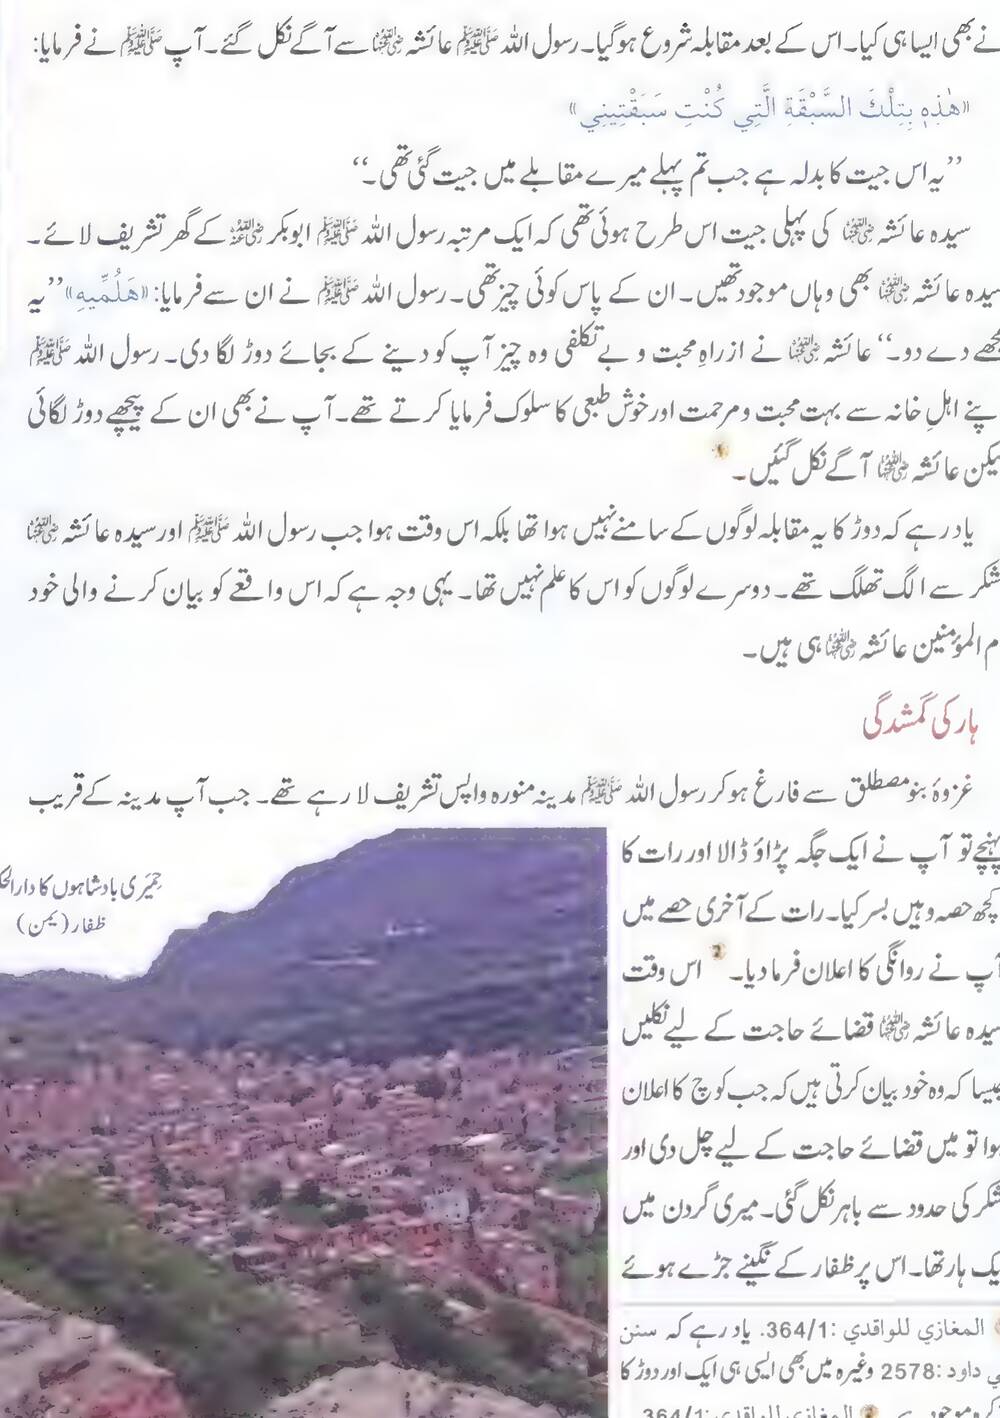 نے بھی ایسا ہی کیا۔ اس کے بعد مقابلہ شروع ہوگیا۔ رسول اللہ ﷺ عائشہ رضی اللہ عنہا سے آگے نکل گئے۔ آپ ﷺ نے فرمایا:
«هٰذِهٖ بِتِلْكَ السَّبْقَةِ الَّتِي كُنْتِ سَبَقْتِينِي»
”یہ اس جیت کا بدلہ ہے جب تم پہلے میرے مقابلے میں جیت گئی تھی۔“
سیدہ عائشہ رضی اللہ عنہا کی پہلی جیت اس طرح ہوئی تھی کہ ایک مرتبہ رسول اللہ ﷺ ابوبکر رضی اللہ عنہ کے گھر تشریف لائے۔
سیدہ عائشہ رضی اللہ عنہا بھی وہاں موجود تھیں۔ ان کے پاس کوئی چیز تھی۔ رسول اللہ ﷺ نے ان سے فرمایا: «هَلُمِّيهِ» ”یہ
مجھے دے دو۔“ عائشہ رضی اللہ عنہا نے ازراہِ محبت و بے تکلفی وہ چیز آپ کو دینے کے بجائے دوڑ لگا دی۔ رسول اللہ ﷺ
پنے اہلِ خانہ سے بہت محبت و مرحمت اور خوش طبعی کا سلوک فرمایا کرتے تھے۔ آپ نے بھی ان کے پیچھے دوڑ لگائی
یکن عائشہ رضی اللہ عنہا آگے نکل گئیں۔
یاد رہے کہ دوڑ کا یہ مقابلہ لوگوں کے سامنے نہیں ہوا تھا بلکہ اس وقت ہوا جب رسول اللہ ﷺ اور سیدہ عائشہ رضی اللہ عنہا
شکر سے الگ تھلگ تھے۔ دوسرے لوگوں کو اس کا علم نہیں تھا۔ یہی وجہ ہے کہ اس واقعے کو بیان کرنے والی خود
م المؤمنین عائشہ رضی اللہ عنہا ہی ہیں۔
ہار کی گمشدگی
غزوۂ بنو مصطلق سے فارغ ہو کر رسول اللہ ﷺ مدینہ منورہ واپس تشریف لا رہے تھے۔ جب آپ مدینہ کے قریب
پہنچے تو آپ نے ایک جگہ پڑاؤ ڈالا اور رات کا
کچھ حصہ وہیں بسر کیا۔ رات کے آخری حصے میں
آپ نے روانگی کا اعلان فرما دیا۔ اس وقت
سیدہ عائشہ رضی اللہ عنہا قضائے حاجت کے لیے نکلیں
جیسا کہ وہ خود بیان کرتی ہیں کہ جب کوچ کا اعلان
ہوا تو میں قضائے حاجت کے لیے چل دی اور
شکر کی حدود سے باہر نکل گئی۔ میری گردن میں
یک ہار تھا۔ اس پر ظفار کے نگینے جڑے ہوئے
حِمیَری بادشاہوں کا دارالحک
ظفار (یمن)
المغازي للواقدي :364/1. یاد رہے کہ سنن
ي داود :2578 وغیرہ میں بھی ایسی ہی ایک اور دوڑ کا
المغازي للواقدي :364/1